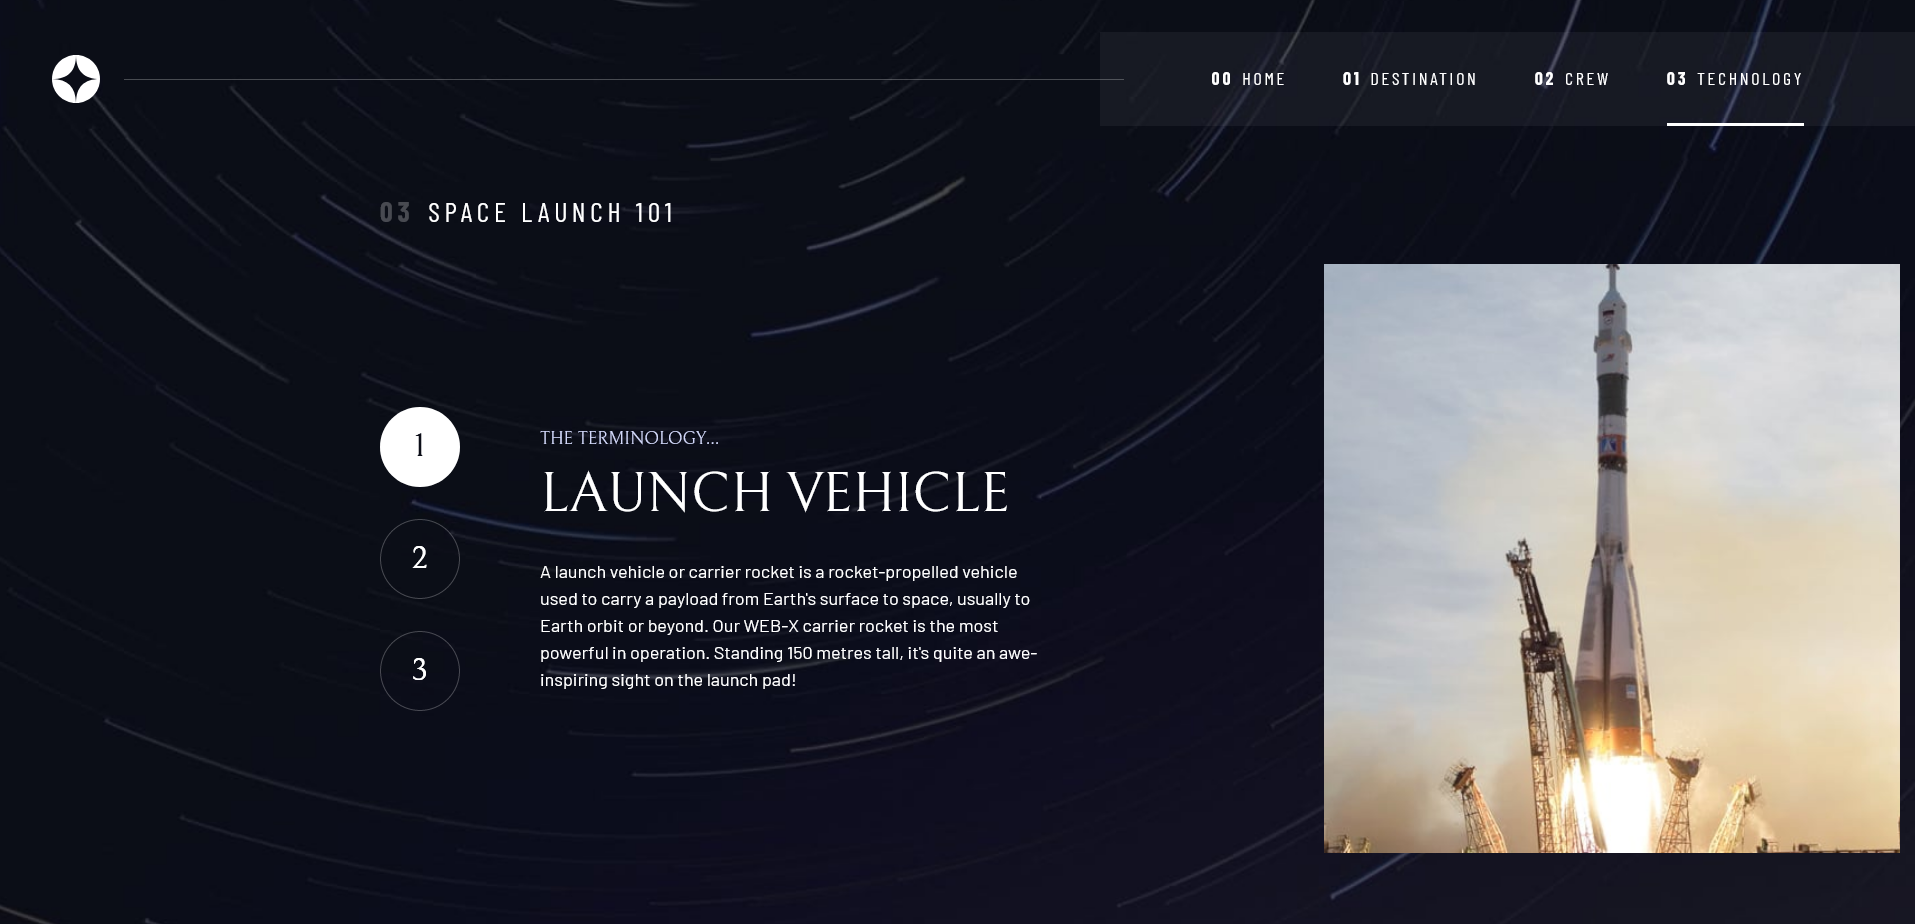 00 HOME 01 DESTINATION 02 CREW 03 TECHNOLOGY
03 SPACE LAUNCH 101
1
2
3
THE TERMINOLOGY...
LAUNCH VEHICLE
A launch vehicle or carrier rocket is a rocket-propelled vehicle
used to carry a payload from Earth's surface to space, usually to
Earth orbit or beyond. Our WEB-X carrier rocket is the most
powerful in operation. Standing 150 metres tall, it's quite an awe-
inspiring sight on the launch pad!